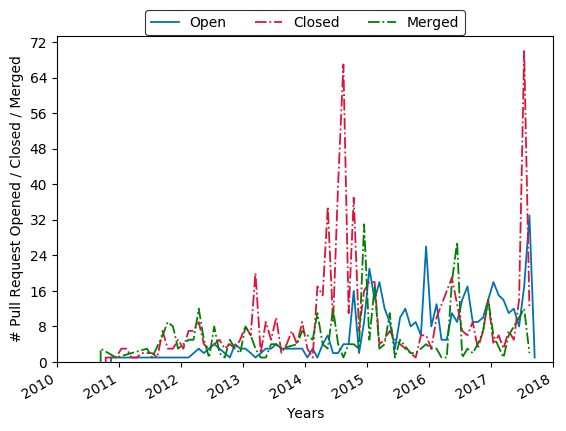 Open Closed Merged
# Pull Request Opened / Closed / Merged
72
64
56
48
40
32
24
16
8
0
2010 2011 2012 2013 2014 2015 2016 2017 2018
Years